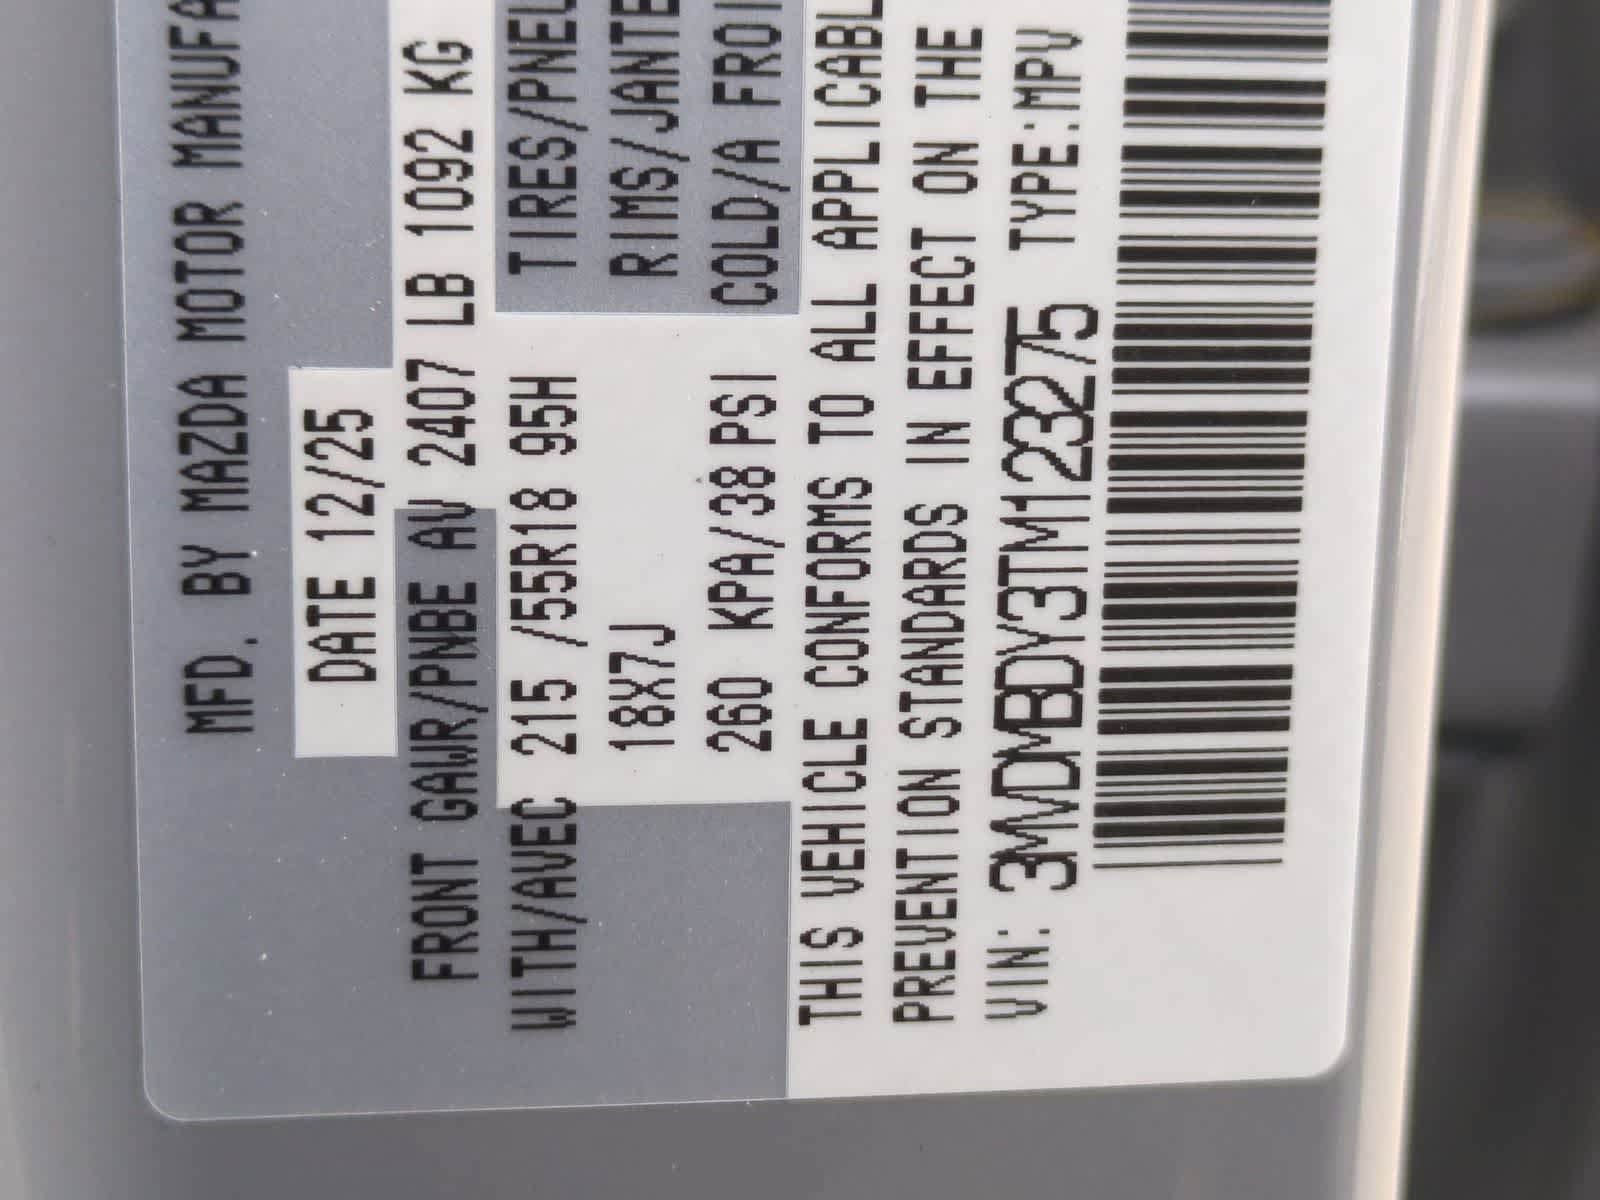 MFD. BY MAZDA MOTOR MANUFA
DATE 12/25
FRONT GAWR/PNBE AV 2407 LB 1092 KG
WITH/AVEC 215 /55R18 95H TIRES/PNEU
18X7J RIMS/JANTE
260 KPA/38PSI COLD/A FROI
THIS VEHICLE CONFORMS TO ALL APPLICABL
PREVENTION STANDARDS IN EFFECT ON THE
VIN: 3MVDMBDY3TM123275 TYPE:MPV